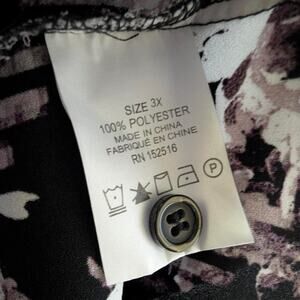 SIZE 3X
100% POLYESTER
MADE IN CHINA
FABRIQUÉ EN CHINE
RN 152516
P